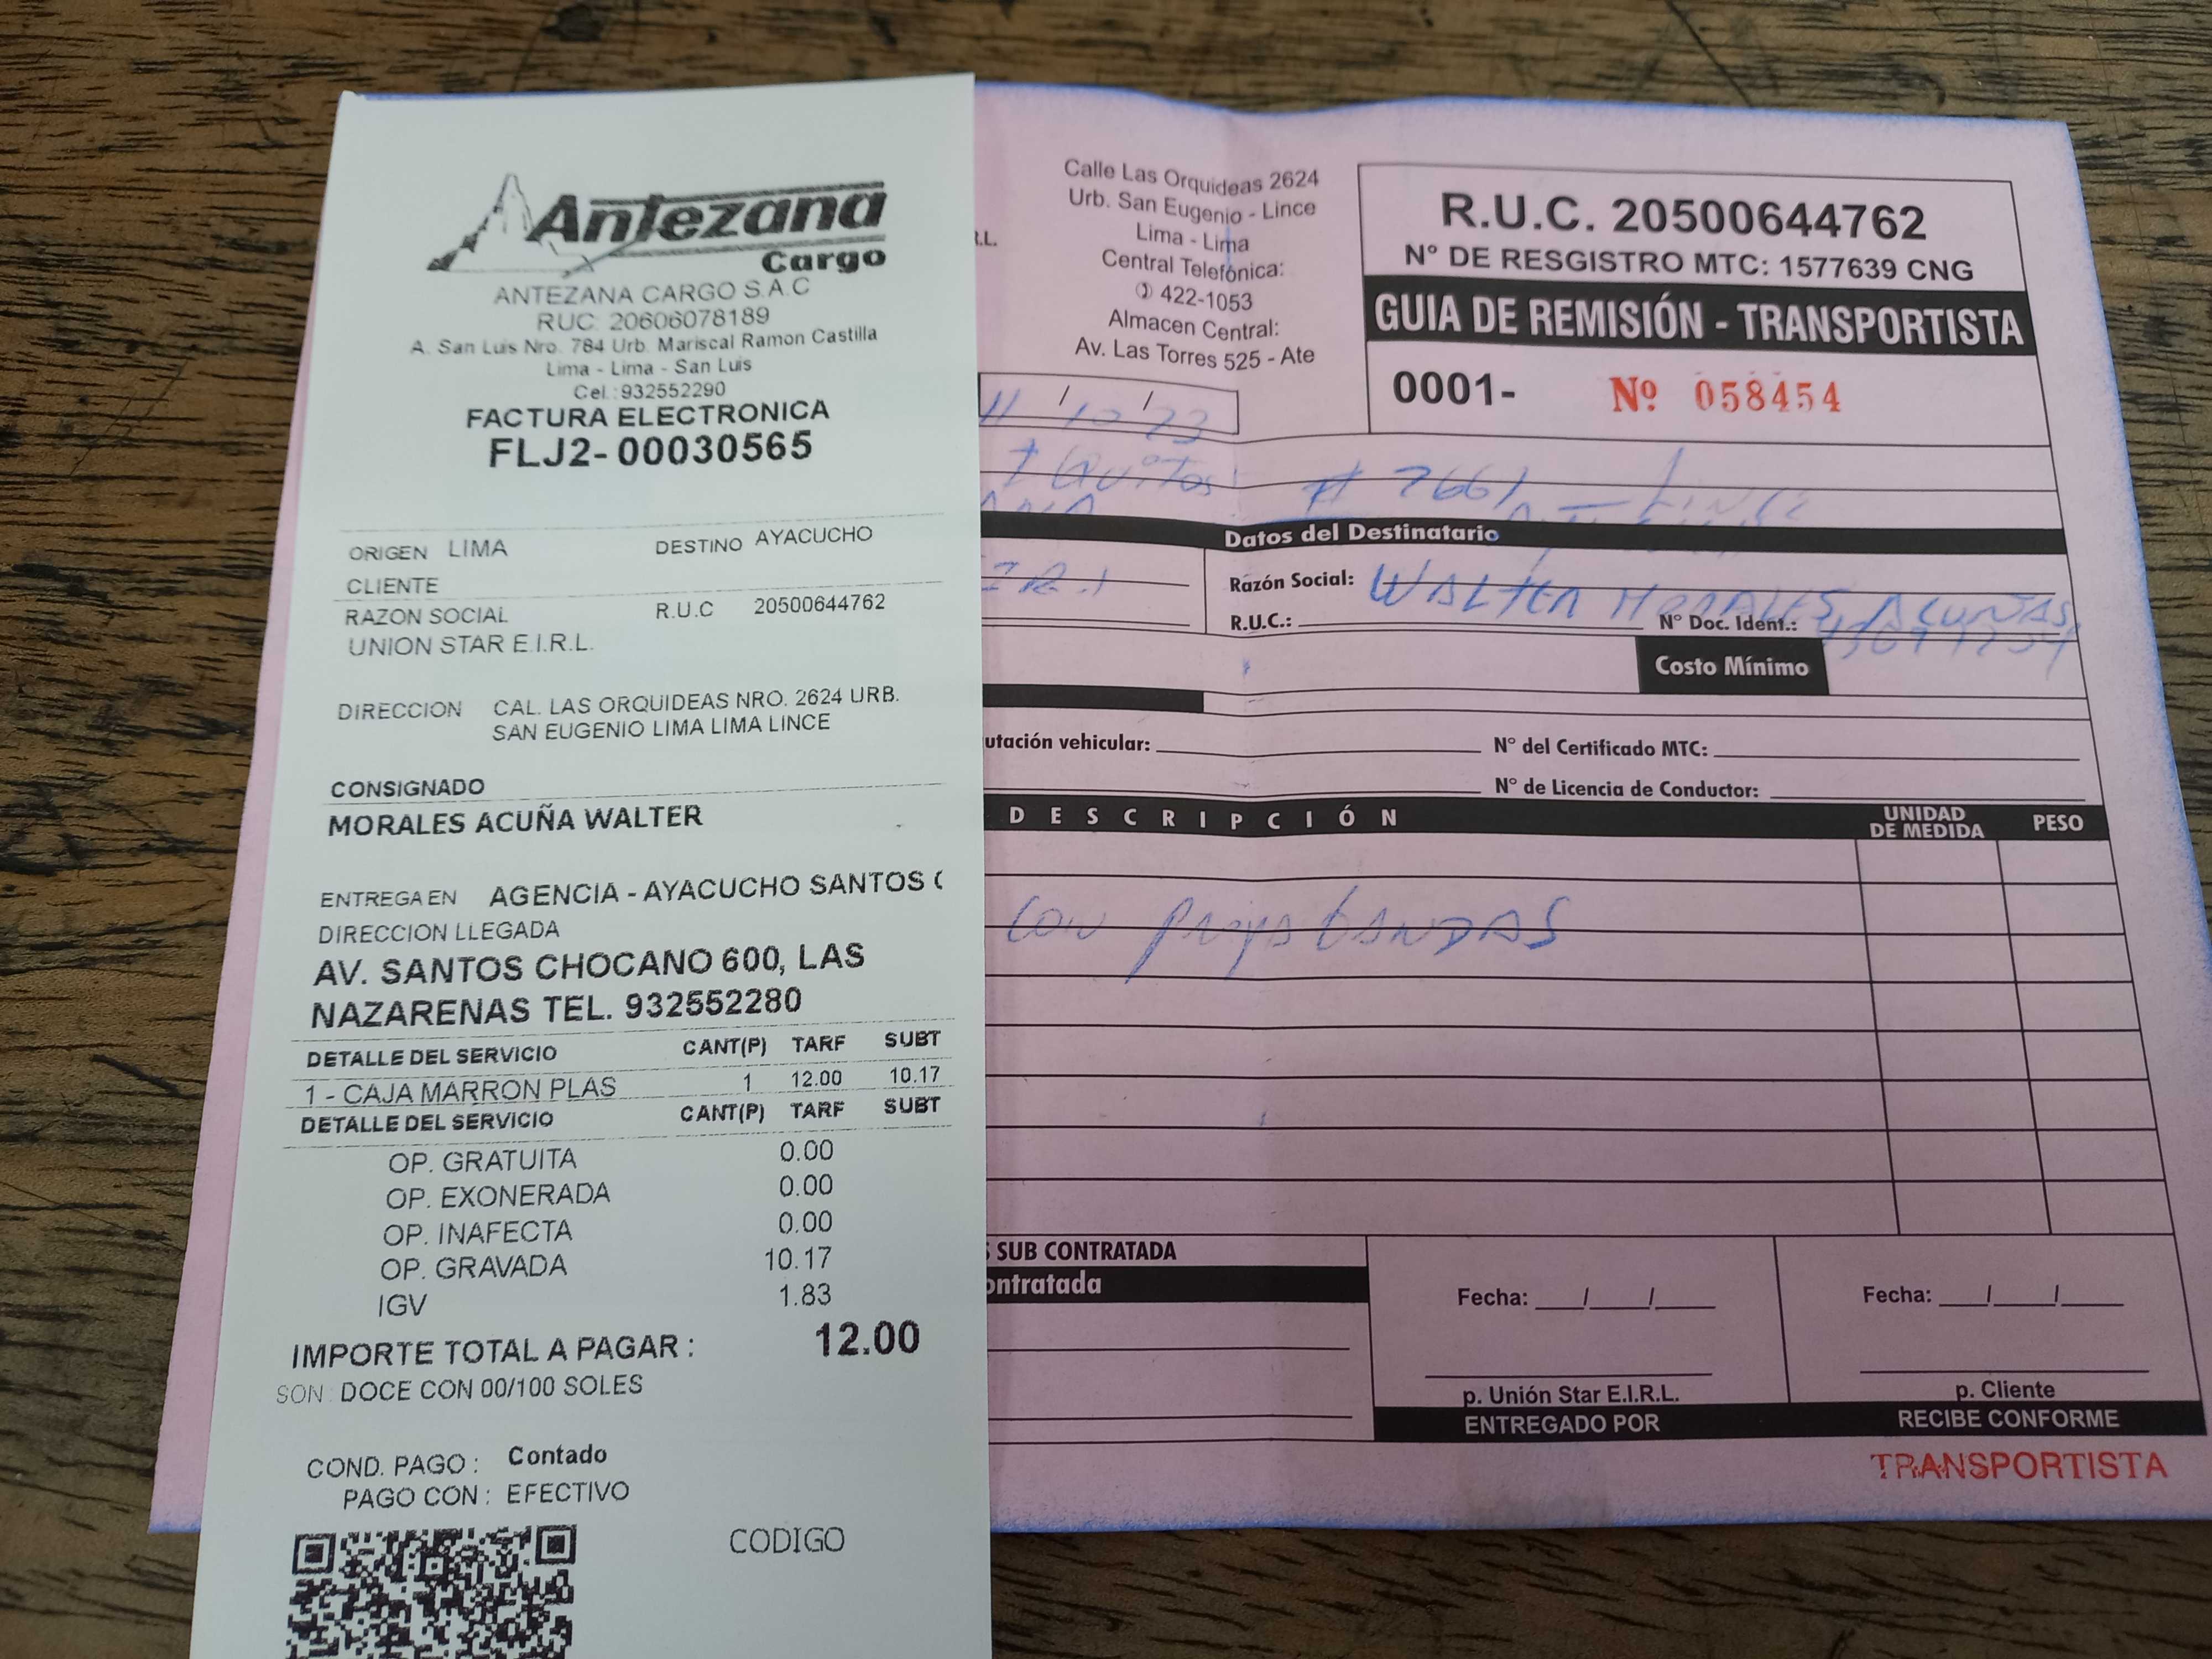 Antezana
Cargo
ANTEZANA CARGO S.A.C
RUC: 20606078189
A. San Luis Nro. 784 Urb. Mariscal Ramon Castilla
Lima - Lima - San Luis
Cel.:932552290
FACTURA ELECTRONICA
FLJ2-00030565
ORIGEN LIMA DESTINO AYACUCHO
CLIENTE
RAZON SOCIAL R.U.C 20500644762
UNION STAR E.I.R.L.
DIRECCION CAL. LAS ORQUIDEAS NRO. 2624 URB.
SAN EUGENIO LIMA LIMA LINCE
CONSIGNADO
MORALES ACUÑA WALTER
ENTREGA EN AGENCIA - AYACUCHO SANTOS
DIRECCION LLEGADA
AV. SANTOS CHOCANO 600, LAS
NAZARENAS TEL. 932552280
DETALLE DEL SERVICIO CANT(P) TARF SUBT
1 - CAJA MARRON PLAS 1 12.00 10.17
DETALLE DEL SERVICIO CANT(P) TARF SUBT
OP. GRATUITA 0.00
OP. EXONERADA 0.00
OP. INAFECTA 0.00
OP. GRAVADA 10.17
IGV 1.83
IMPORTE TOTAL A PAGAR : 12.00
SON : DOCE CON 00/100 SOLES
COND. PAGO : Contado
PAGO CON : EFECTIVO
CODIGO
R.L.
Calle Las Orquideas 2624
Urb. San Eugenio - Lince
Lima - Lima
Central Telefónica:
422-1053
Almacen Central:
Av. Las Torres 525 - Ate
R.U.C. 20500644762
N° DE RESGISTRO MTC: 1577639 CNG
GUIA DE REMISIÓN - TRANSPORTISTA
0001- Nº 058454
11 / 10 / 23
# 7661
Datos del Destinatario
Razón Social: WALTER MORALES ACUÑAS
R.U.C.: N° Doc. Ident.:
Costo Mínimo
utación vehicular: N° del Certificado MTC:
N° de Licencia de Conductor:
DESCRIPCIÓN UNIDAD DE MEDIDA PESO
CON
S SUB CONTRATADA
ontratada
Fecha: / / Fecha: / /
p. Unión Star E.I.R.L. p. Cliente
ENTREGADO POR RECIBE CONFORME
TRANSPORTISTA